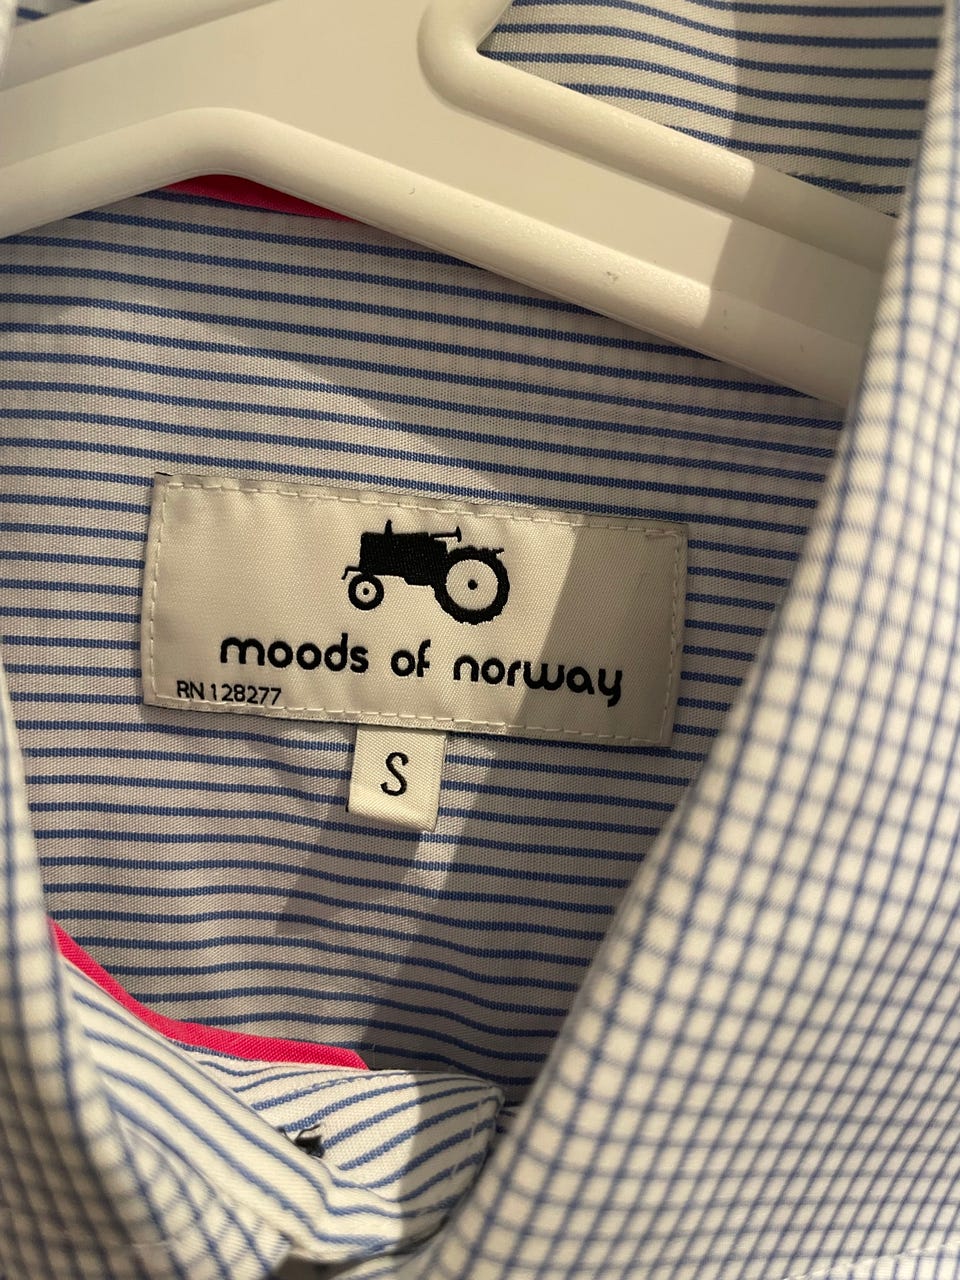 moods of norway
RN 128277
S